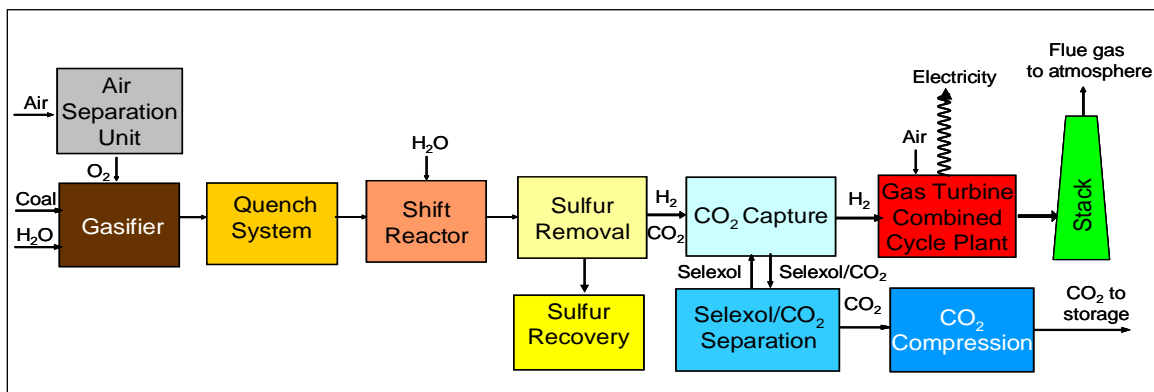 Air
Separation
Unit
Air
O₂
Coal
H₂O
Gasifier
Quench
System
H₂O
Shift
Reactor
Sulfur
Removal
Sulfur
Recovery
H₂
CO₂
CO₂ Capture
Selexol
Selexol/CO₂
Selexol/CO₂
Separation
CO₂
CO₂
Compression
CO₂ to
storage
H₂
Air
Electricity
Gas Turbine
Combined
Cycle Plant
Stack
Flue gas
to atmosphere